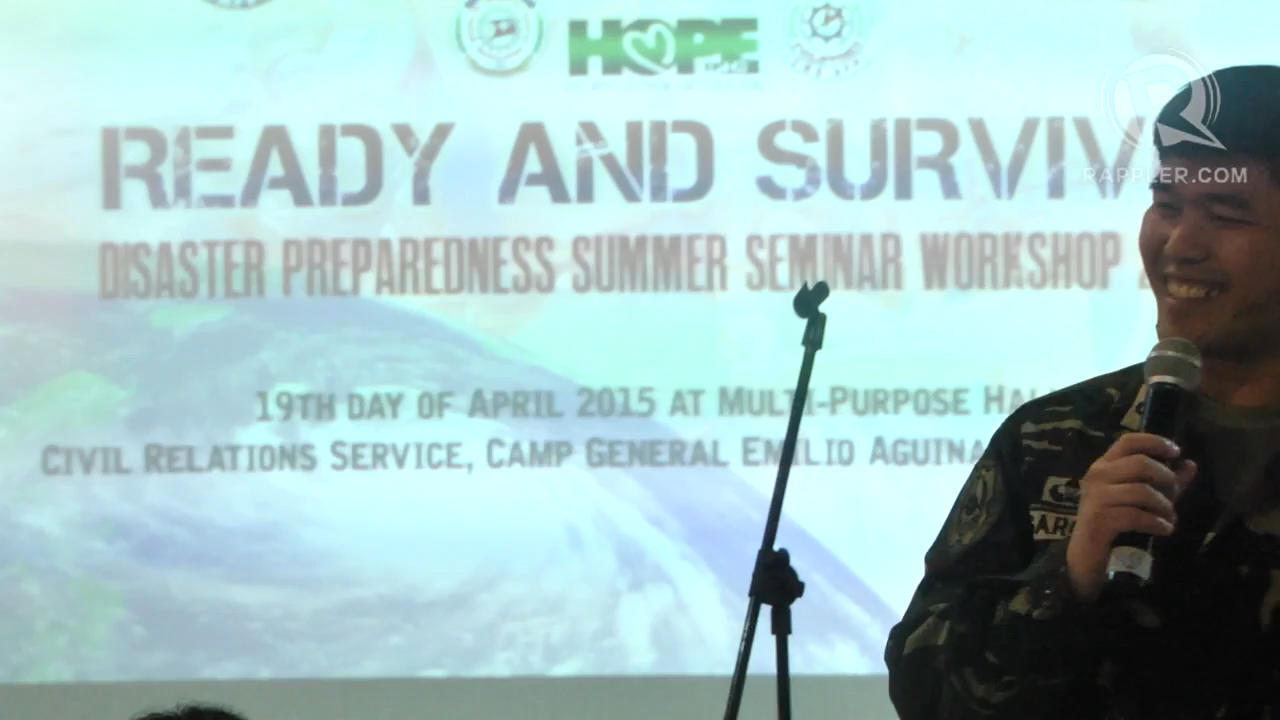 HOPE
READY AND SURVIV
DISASTER PREPAREDNESS SUMMER SEMINAR WORKSHOP
19TH DAY OF APRIL 2015 AT MULTI-PURPOSE HAL
CIVIL RELATIONS SERVICE, CAMP GENERAL EMILIO AGUINA
R
RAPPLER.COM